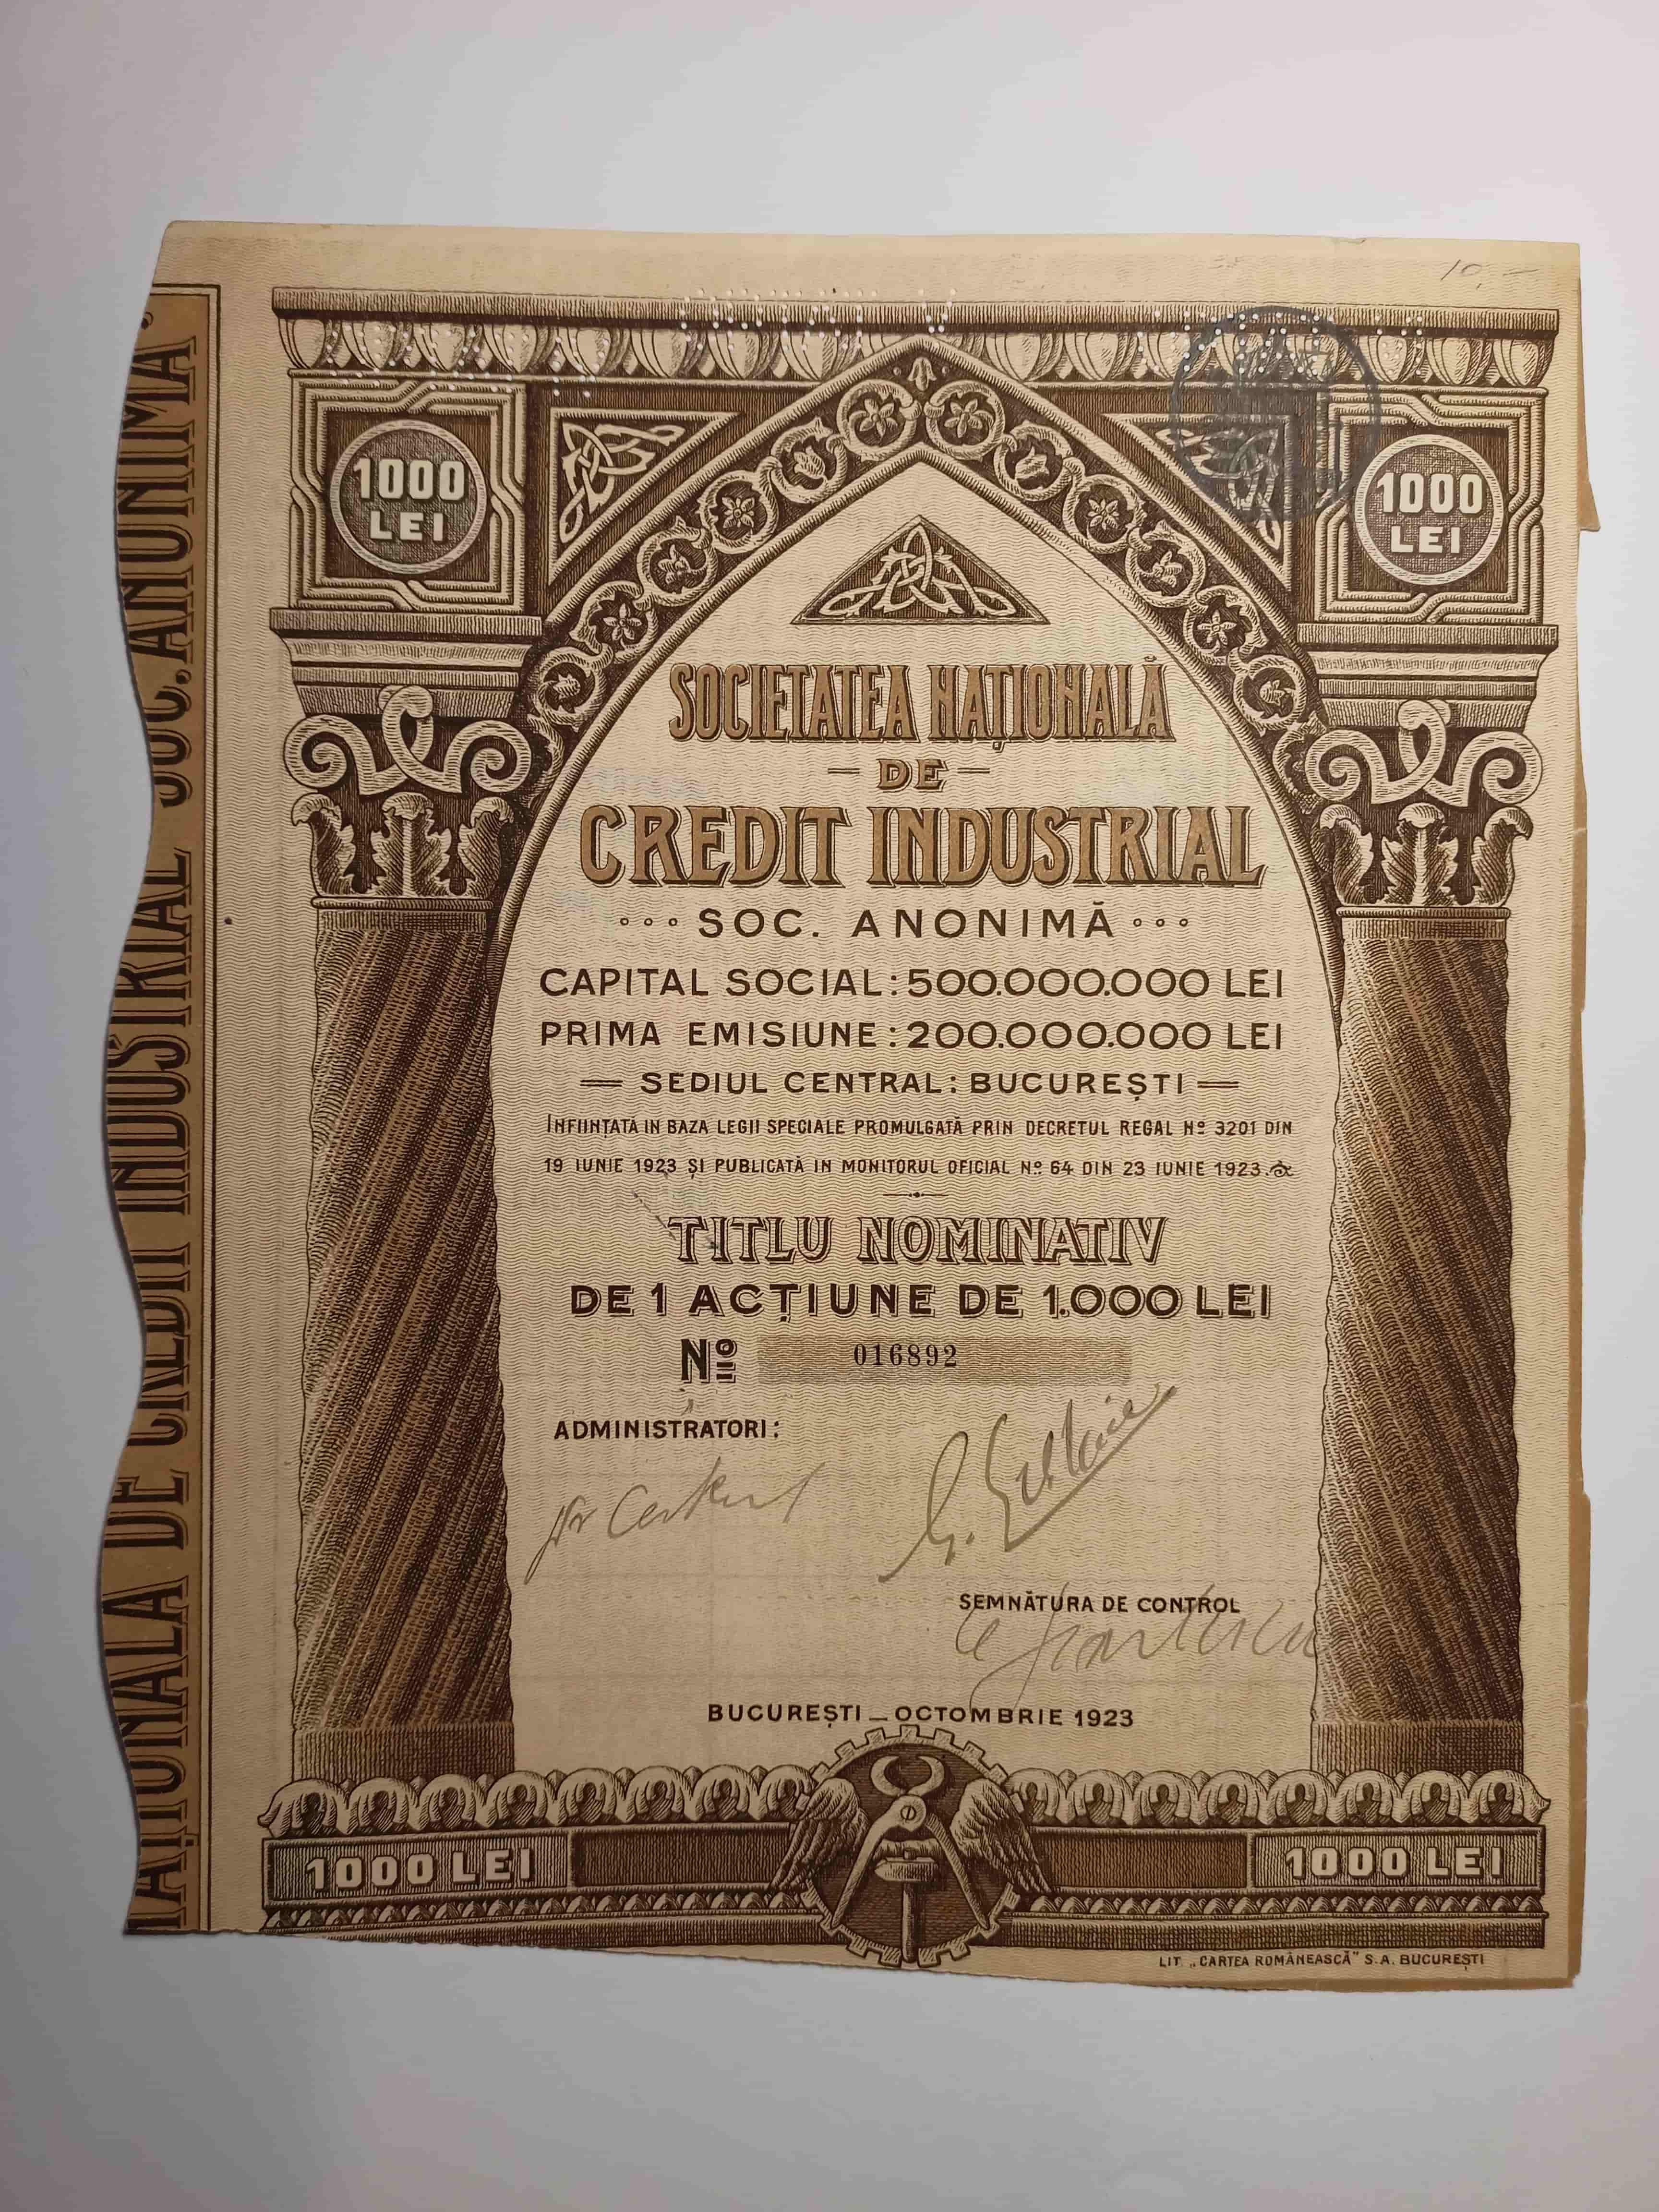 10,-
1000
LEI
1000
LEI
SOCIETATEA NAȚIONALĂ
— DE —
CREDIT INDUSTRIAL
SOC. ANONIMĂ
CAPITAL SOCIAL: 500.000.000 LEI
PRIMA EMISIUNE: 200.000.000 LEI
SEDIUL CENTRAL: BUCUREȘTI
ÎNFIINȚATĂ IN BAZA LEGII SPECIALE PROMULGATĂ PRIN DECRETUL REGAL Nº 3201 DIN
19 IUNIE 1923 ȘI PUBLICATĂ IN MONITORUL OFICIAL Nº 64 DIN 23 IUNIE 1923.
TITLU NOMINATIV
DE 1 ACȚIUNE DE 1.000 LEI
Nº 016892
ADMINISTRATORI:
SEMNĂTURA DE CONTROL
BUCUREȘTI — OCTOMBRIE 1923
1000 LEI
1000 LEI
LIT. „CARTEA ROMÂNEASCĂ" S.A. BUCUREȘTI
NAȚIONALA DE CREDIT INDUSTRIAL SOC. ANONIMA